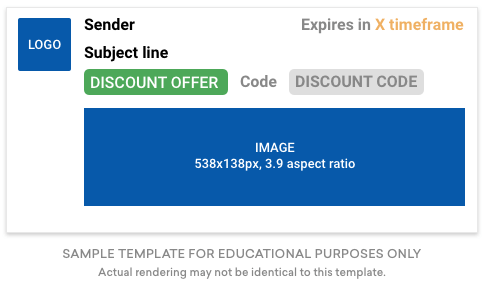 LOGO
Sender
Expires in X timeframe
Subject line
DISCOUNT OFFER Code DISCOUNT CODE
IMAGE
538x138px, 3.9 aspect ratio
SAMPLE TEMPLATE FOR EDUCATIONAL PURPOSES ONLY
Actual rendering may not be identical to this template.